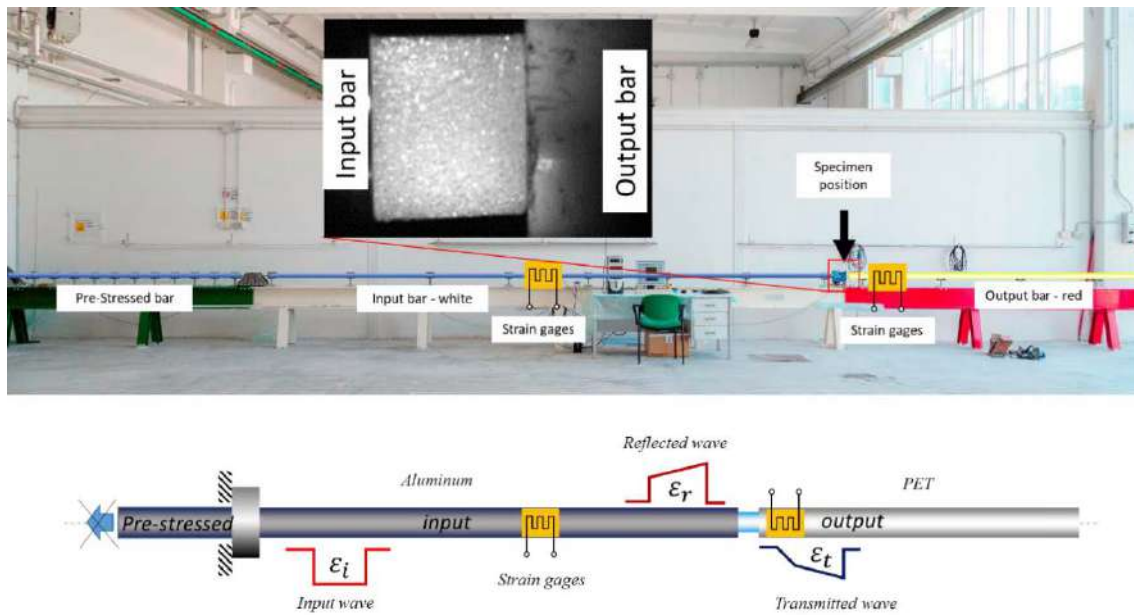 Input bar
Output bar
Specimen
position
Pre-Stressed bar
Input bar - white
Strain gages
Strain gages
Output bar - red
Reflected wave
Aluminum
εr
PET
Pre-stressed
input
output
εi
εt
Input wave
Strain gages
Transmitted wave